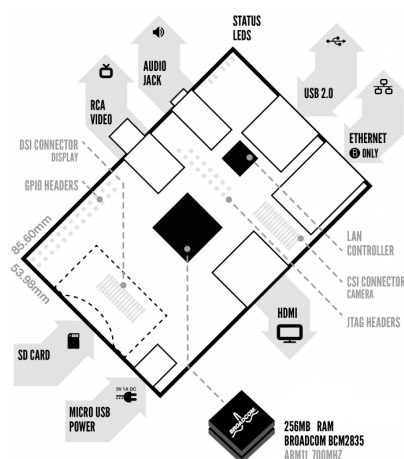 STATUS
LEDS
AUDIO
JACK
USB 2.0
RCA
VIDEO
ETHERNET
B ONLY
DSI CONNECTOR
DISPLAY
GPIO HEADERS
85.60mm
53.98mm
LAN
CONTROLLER
CSI CONNECTOR
CAMERA
HDMI
JTAG HEADERS
SD CARD
5V 1A DC
MICRO USB
POWER
BROADCOM
256MB RAM
BROADCOM BCM2835
ARM11 700MHZ